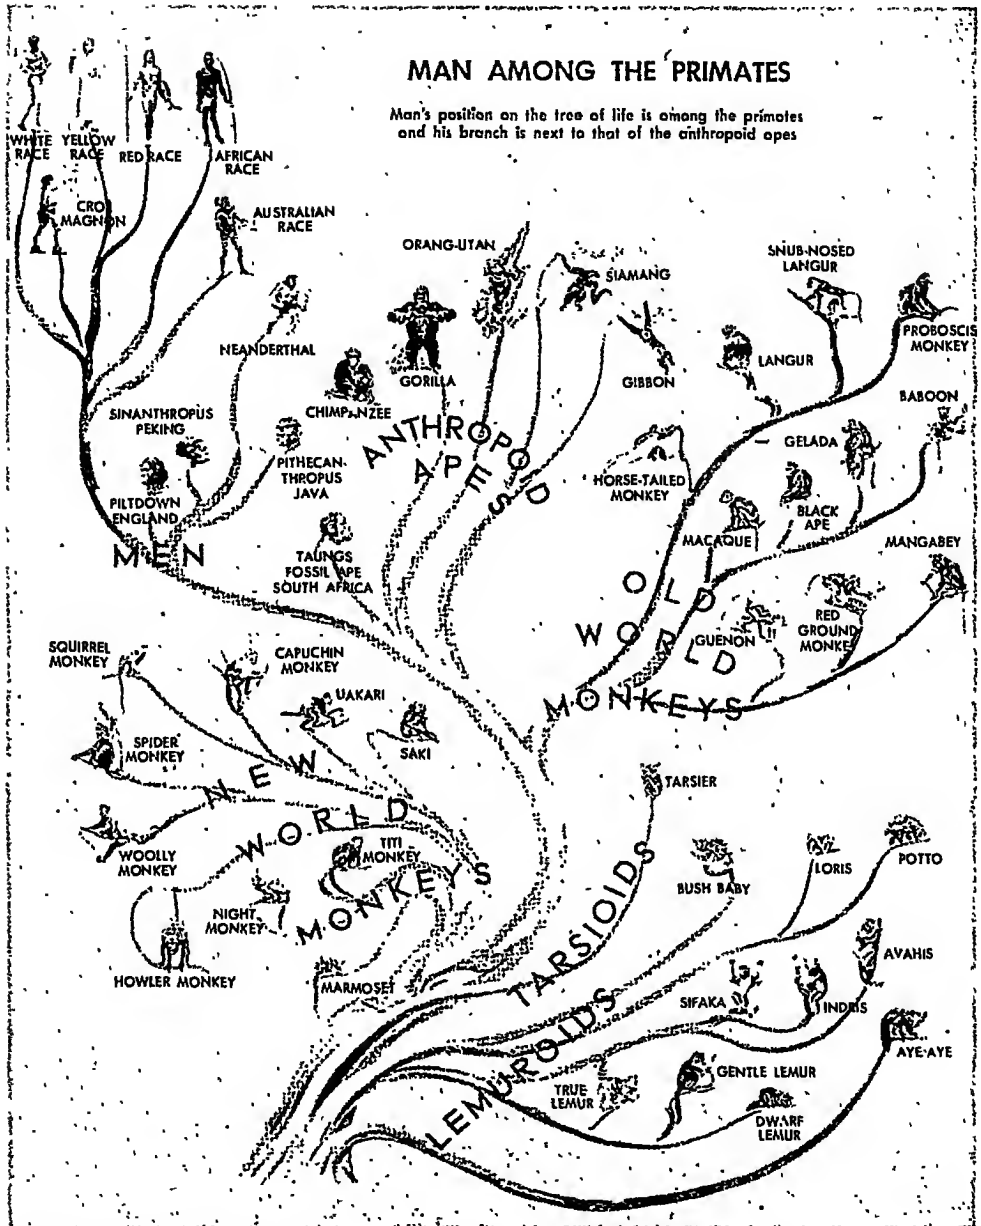 MAN AMONG THE PRIMATES
Man's position on the tree of life is among the primates
and his branch is next to that of the anthropoid apes
WHITE
RACE
YELLOW
RACE
RED RACE
AFRICAN
RACE
CRO
MAGNON
AUSTRALIAN
RACE
NEANDERTHAL
SINANTHROPUS
PEKING
PITHECAN-
THROPUS
JAVA
PILTDOWN
ENGLAND
MEN
TAUNGS
FOSSIL APE
SOUTH AFRICA
ORANG-UTAN
SIAMANG
GORILLA
CHIMPANZEE
GIBBON
ANTHROPOID
APES
SNUB-NOSED
LANGUR
PROBOSCIS
MONKEY
LANGUR
BABOON
GELADA
HORSE-TAILED
MONKEY
BLACK
APE
MACAQUE
MANGABEY
GUENON
RED
GROUND
MONKEY
OLD
WORLD
MONKEYS
SQUIRREL
MONKEY
CAPUCHIN
MONKEY
UAKARI
SAKI
SPIDER
MONKEY
WOOLLY
MONKEY
TITI
MONKEY
NIGHT
MONKEY
HOWLER MONKEY
MARMOSET
NEW
WORLD
MONKEYS
TARSIER
TARSIOIDS
BUSH BABY
LORIS
POTTO
AVAHIS
SIFAKA
INDRIS
AYE-AYE
GENTLE LEMUR
TRUE
LEMUR
DWARF
LEMUR
LEMUROIDS